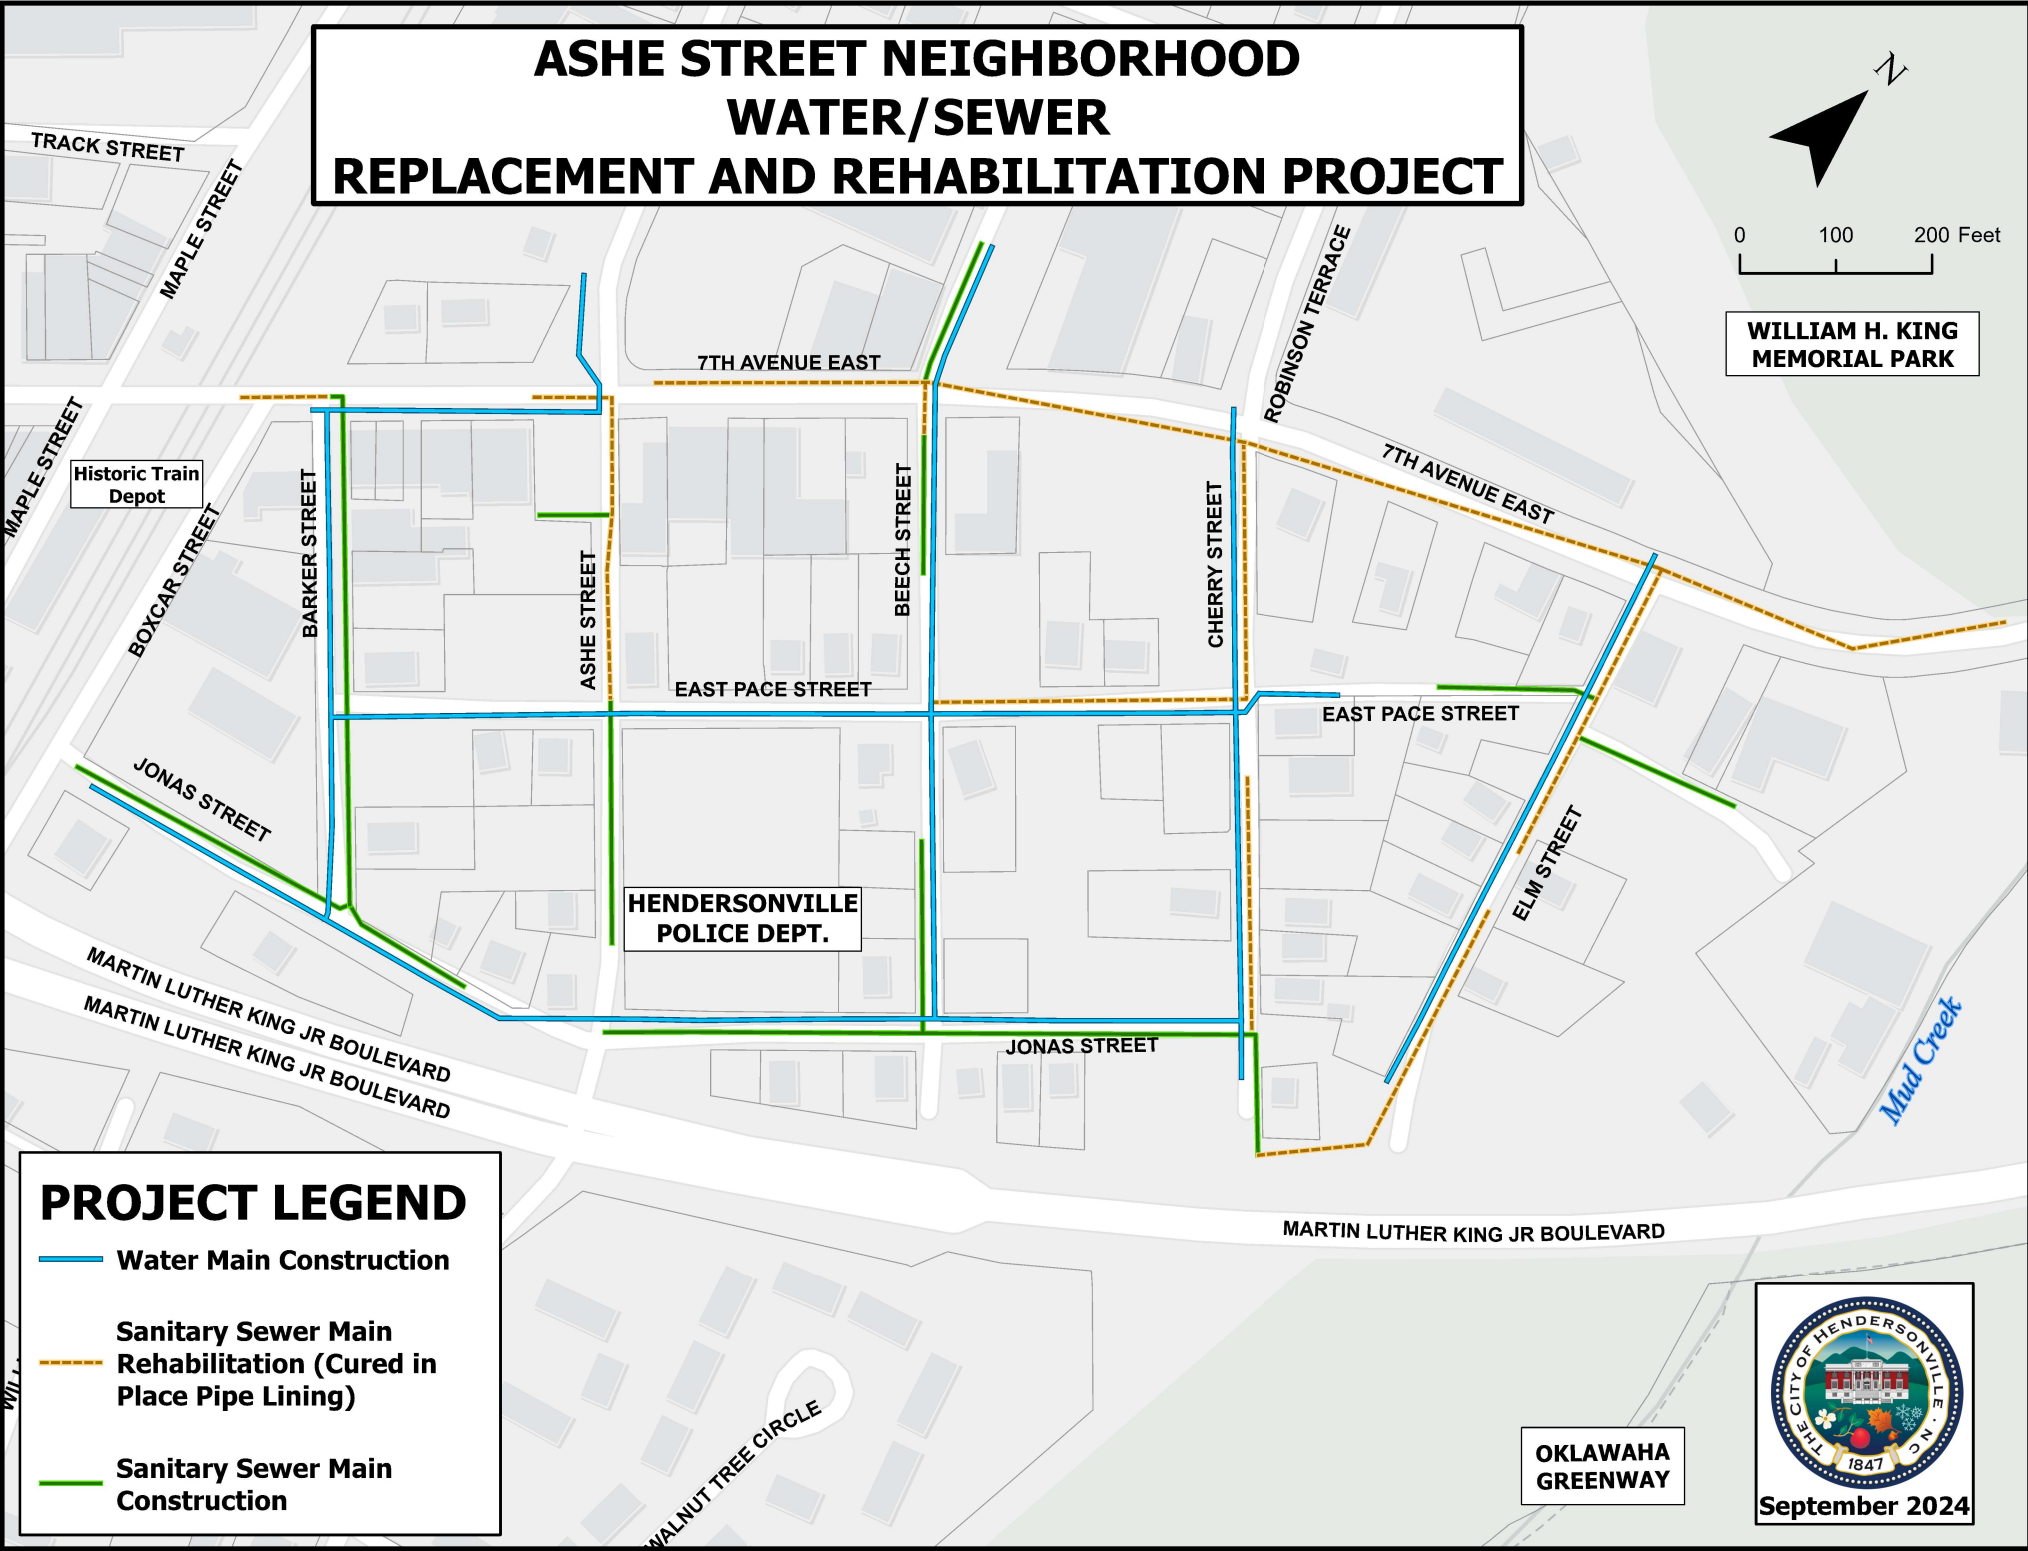 ASHE STREET NEIGHBORHOOD
WATER/SEWER
REPLACEMENT AND REHABILITATION PROJECT
N
0 100 200 Feet
WILLIAM H. KING
MEMORIAL PARK
TRACK STREET
MAPLE STREET
MAPLE STREET
Historic Train
Depot
BOXCAR STREET
BARKER STREET
ASHE STREET
7TH AVENUE EAST
BEECH STREET
CHERRY STREET
ROBINSON TERRACE
7TH AVENUE EAST
EAST PACE STREET
EAST PACE STREET
ELM STREET
JONAS STREET
HENDERSONVILLE
POLICE DEPT.
JONAS STREET
MARTIN LUTHER KING JR BOULEVARD
MARTIN LUTHER KING JR BOULEVARD
MARTIN LUTHER KING JR BOULEVARD
Mud Creek
WALNUT TREE CIRCLE
PROJECT LEGEND
Water Main Construction
Sanitary Sewer Main
Rehabilitation (Cured in
Place Pipe Lining)
Sanitary Sewer Main
Construction
OKLAWAHA
GREENWAY
THE CITY OF HENDERSONVILLE · NC
1847
September 2024